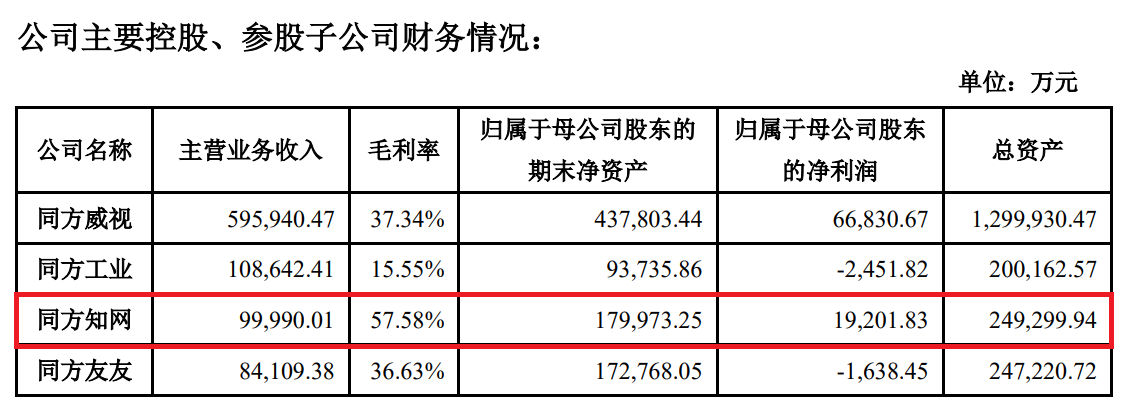 公司主要控股、参股子公司财务情况：
单位：万元
公司名称 主营业务收入 毛利率 归属于母公司股东的期末净资产 归属于母公司股东的净利润 总资产
同方威视 595,940.47 37.34% 437,803.44 66,830.67 1,299,930.47
同方工业 108,642.41 15.55% 93,735.86 -2,451.82 200,162.57
同方知网 99,990.01 57.58% 179,973.25 19,201.83 249,299.94
同方友友 84,109.38 36.63% 172,768.05 -1,638.45 247,220.72